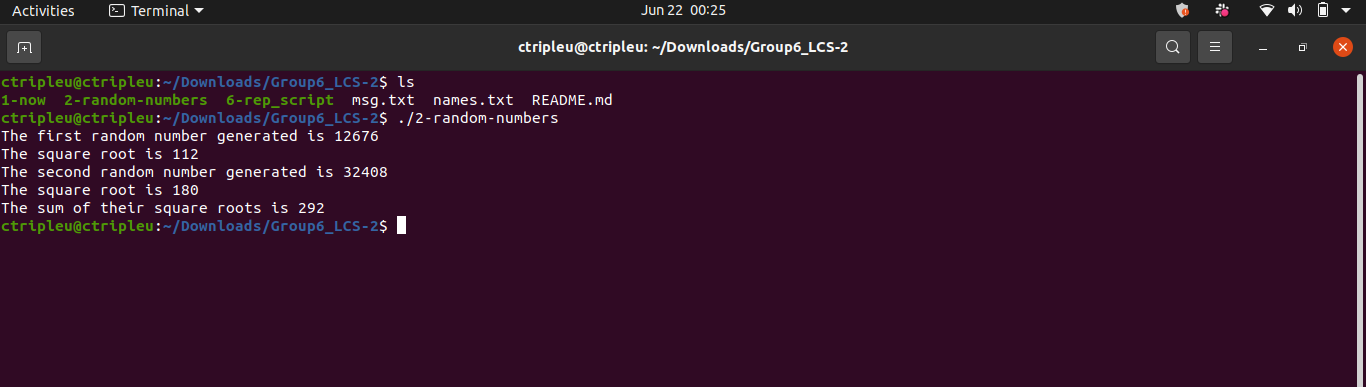 Activities Terminal Jun 22 00:25
ctripleu@ctripleu: ~/Downloads/Group6_LCS-2
ctripleu@ctripleu:~/Downloads/Group6_LCS-2$ ls
1-now 2-random-numbers 6-rep_script msg.txt names.txt README.md
ctripleu@ctripleu:~/Downloads/Group6_LCS-2$ ./2-random-numbers
The first random number generated is 12676
The square root is 112
The second random number generated is 32408
The square root is 180
The sum of their square roots is 292
ctripleu@ctripleu:~/Downloads/Group6_LCS-2$